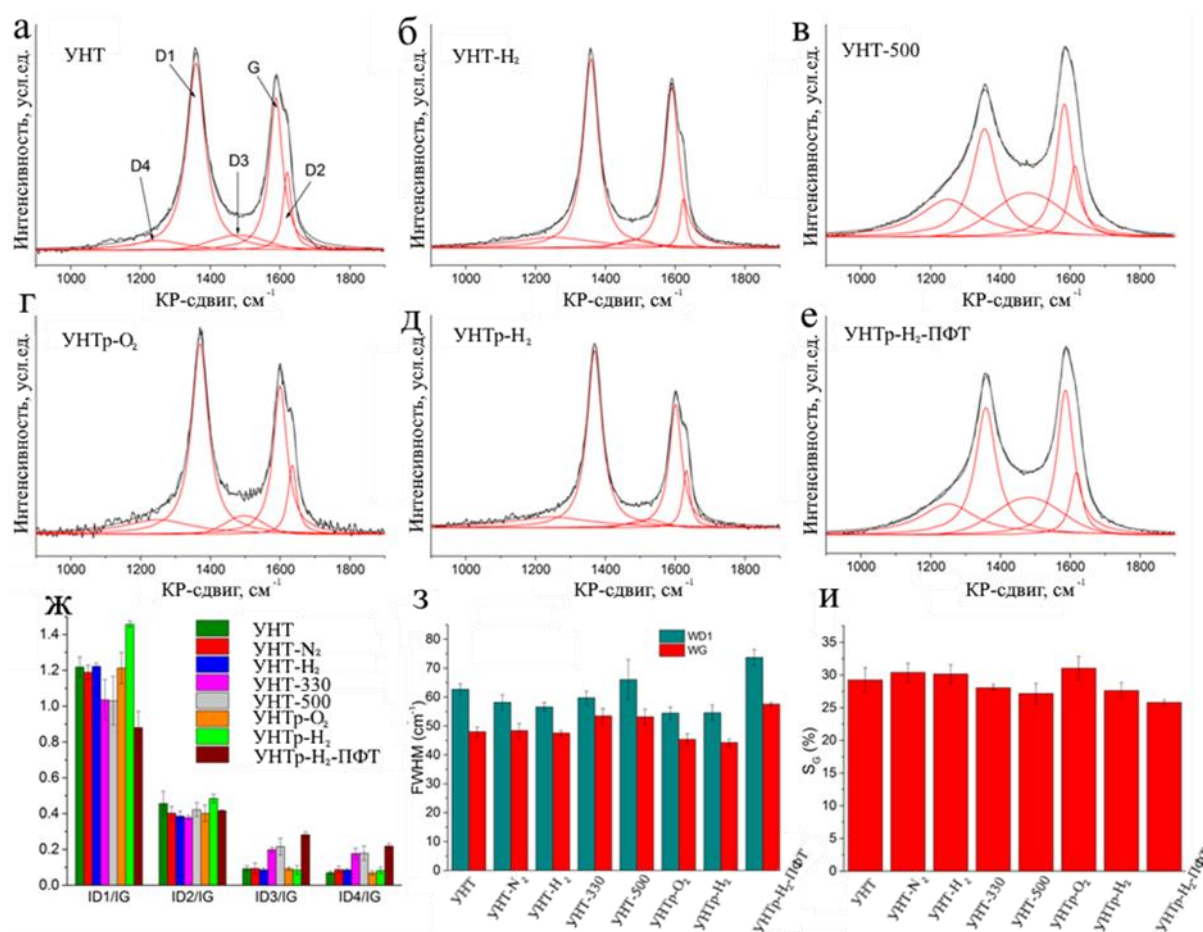 а
УНТ
D1
G
D4
D3
D2
Интенсивность, усл.ед.
1000 1200 1400 1600 1800
КР-сдвиг, см⁻¹
б
УНТ-H₂
Интенсивность, усл.ед.
1000 1200 1400 1600 1800
КР-сдвиг, см⁻¹
в
УНТ-500
Интенсивность, усл.ед.
1000 1200 1400 1600 1800
КР-сдвиг, см⁻¹
г
УНТр-O₂
Интенсивность, усл.ед.
1000 1200 1400 1600 1800
КР-сдвиг, см⁻¹
д
УНТр-H₂
Интенсивность, усл.ед.
1000 1200 1400 1600 1800
КР-сдвиг, см⁻¹
е
УНТр-H₂-ПФТ
Интенсивность, усл.ед.
1000 1200 1400 1600 1800
КР-сдвиг, см⁻¹
ж
1.4
1.2
1.0
0.8
0.6
0.4
0.2
0.0
УНТ
УНТ-N₂
УНТ-H₂
УНТ-330
УНТ-500
УНТр-O₂
УНТр-H₂
УНТр-H₂-ПФТ
ID1/IG ID2/IG ID3/IG ID4/IG
з
FWHM (cm⁻¹)
80
70
60
50
40
30
20
10
0
WD1
WG
УНТ УНТ-N₂ УНТ-H₂ УНТ-330 УНТ-500 УНТр-O₂ УНТр-H₂ УНТр-H₂-ПФТ
и
S_G (%)
35
30
25
20
15
10
5
0
УНТ УНТ-N₂ УНТ-H₂ УНТ-330 УНТ-500 УНТрO₂ УНТр-H₂ УНТр-H₂-ПФТ